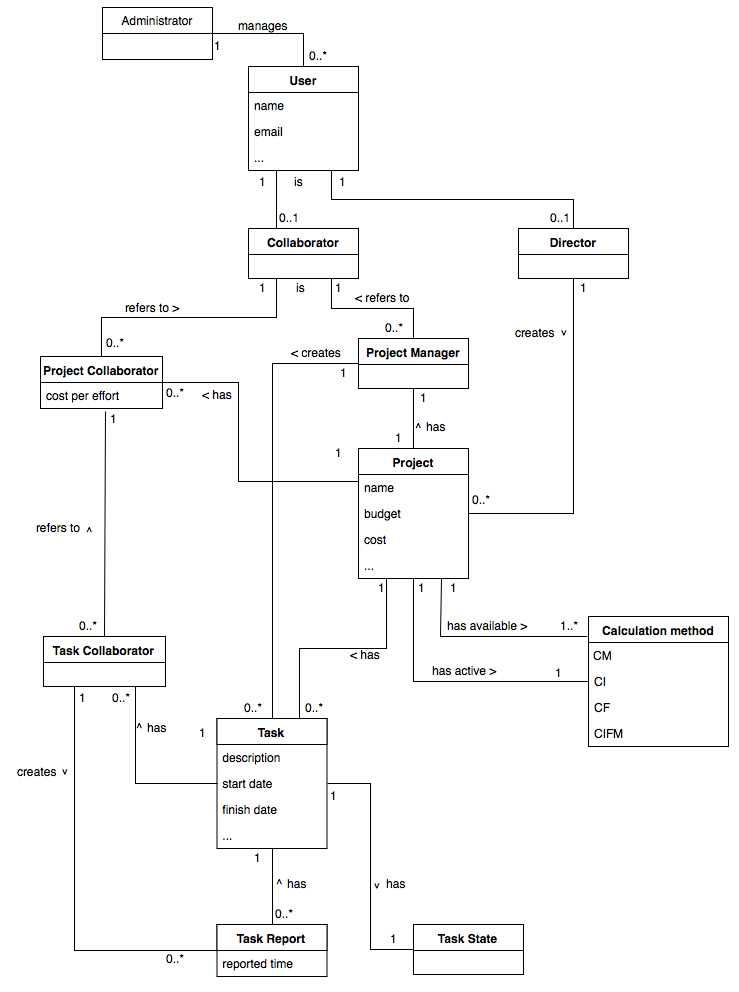 Administrator
manages
1
0..*
User
name
email
...
1 is 1
0..1 0..1
Collaborator Director
1 is 1 1
< refers to
refers to >
0..* creates v
0..*
< creates Project Manager
Project Collaborator 1
cost per effort 0..* < has 1
1 ^ has
1 1
Project
name 0..*
budget
refers to ^ cost
...
1 1 1
0..* has available > 1..*
Calculation method
Task Collaborator < has CM
has active > 1 CI
1 0..* 0..* 0..* CF
^ has 1 Task CIFM
description
creates v start date
1
finish date
...
1
^ has v has
0..*
Task Report 1 Task State
0..* reported time